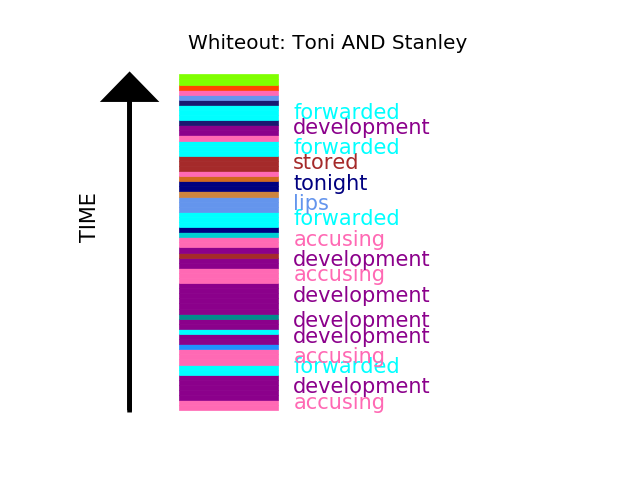 Whiteout: Toni AND Stanley
forwarded
development
forwarded
stored
tonight
lips
forwarded
accusing
development
accusing
development
development
development
accusing
forwarded
development
accusing
TIME